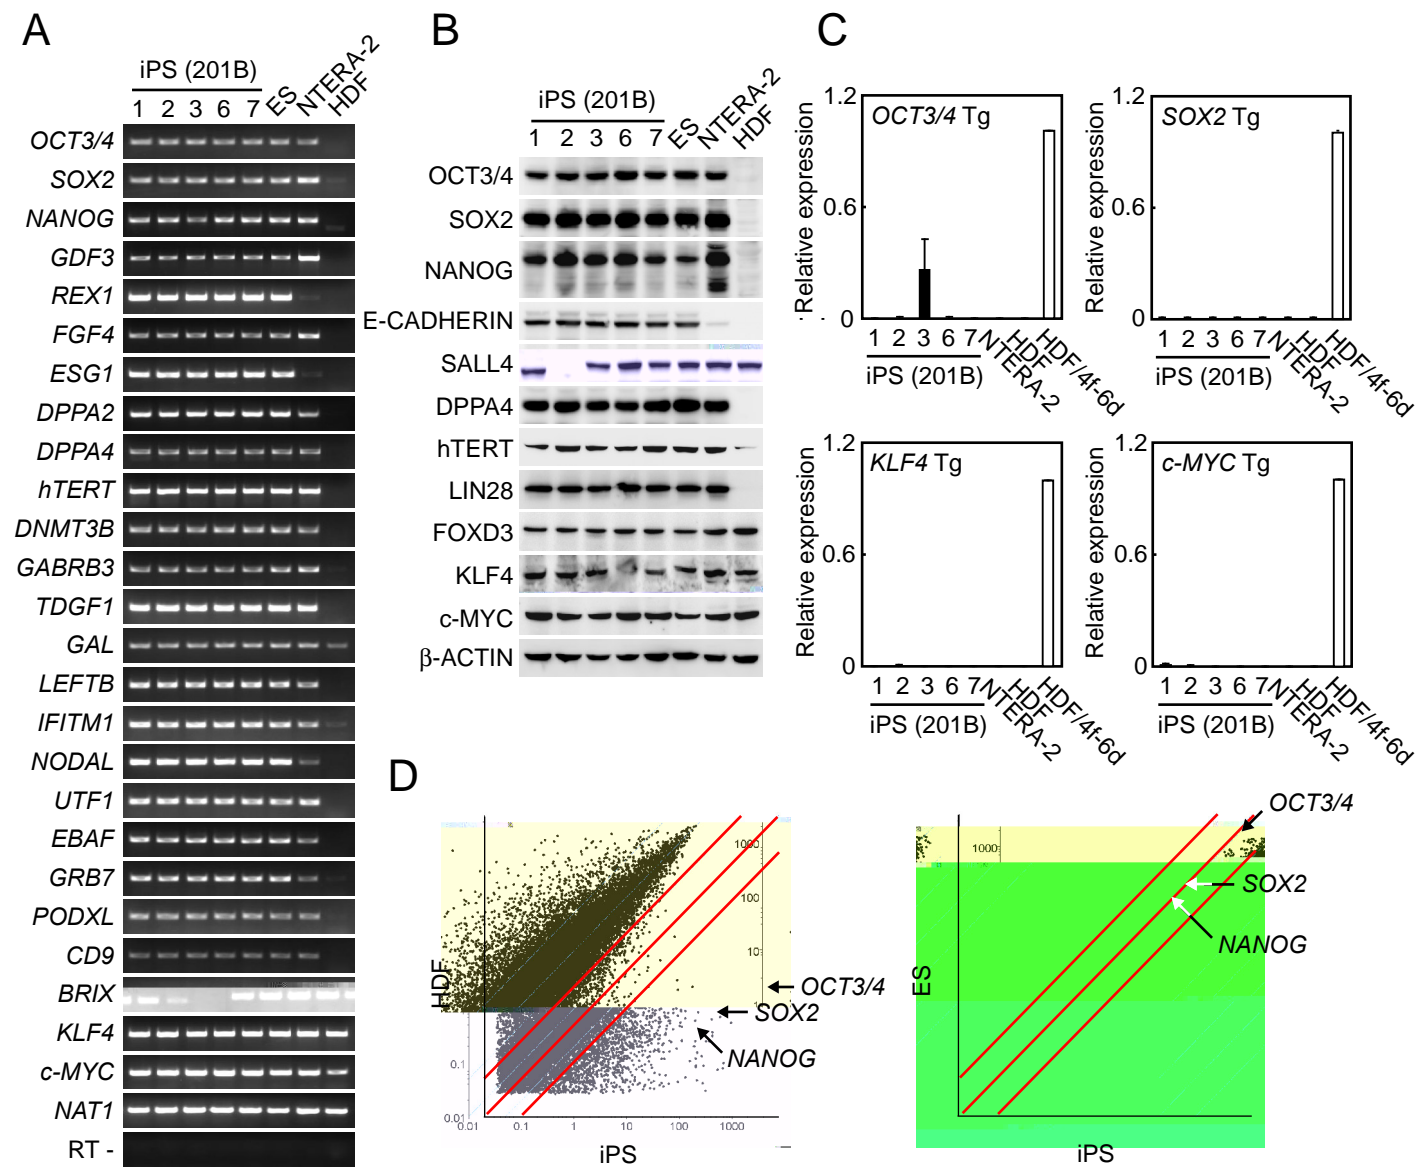 A
iPS (201B)
1 2 3 6 7 ES NTERA-2 HDF
OCT3/4
SOX2
NANOG
GDF3
REX1
FGF4
ESG1
DPPA2
DPPA4
hTERT
DNMT3B
GABRB3
TDGF1
GAL
LEFTB
IFITM1
NODAL
UTF1
EBAF
GRB7
PODXL
CD9
BRIX
KLF4
c-MYC
NAT1
RT -
B
iPS (201B)
1 2 3 6 7 ES NTERA-2 HDF
OCT3/4
SOX2
NANOG
E-CADHERIN
SALL4
DPPA4
hTERT
LIN28
FOXD3
KLF4
c-MYC
β-ACTIN
C
OCT3/4 Tg
Relative expression
1.2
0.6
0
1 2 3 6 7 NTERA-2 HDF HDF/4f-6d
iPS (201B)
SOX2 Tg
Relative expression
1.2
0.6
0
1 2 3 6 7 NTERA-2 HDF HDF/4f-6d
iPS (201B)
KLF4 Tg
Relative expression
1.2
0.6
0
1 2 3 6 7 NTERA-2 HDF HDF/4f-6d
iPS (201B)
c-MYC Tg
Relative expression
1.2
0.6
0
1 2 3 6 7 NTERA-2 HDF HDF/4f-6d
iPS (201B)
D
HDF
1000
100
10
1
0.1
0.01
OCT3/4
SOX2
NANOG
0.01 0.1 1 10 100 1000
iPS
ES
1000
OCT3/4
SOX2
NANOG
iPS